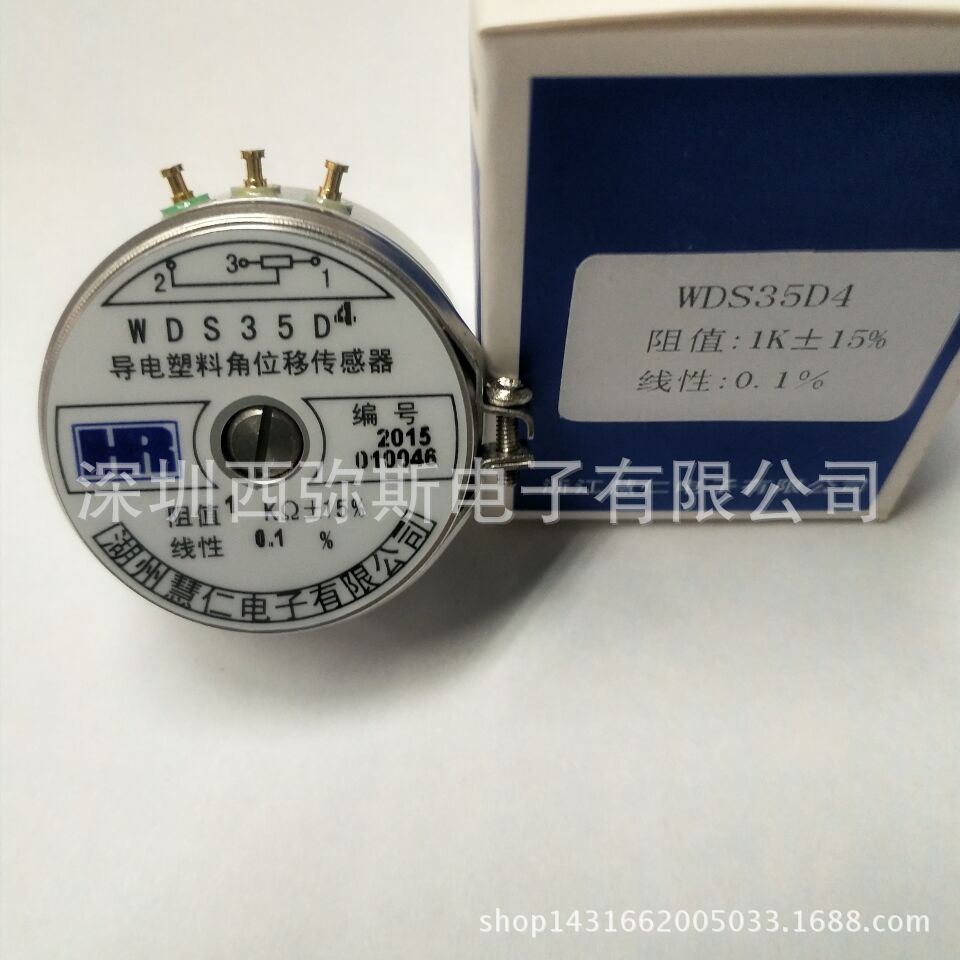 2 3 1
WDS35D4
导电塑料角位移传感器
HR
编号
2015
010046
阻值 1 KΩ±15%
线性 0.1 %
湖州慧仁电子有限公司
WDS35D4
阻值:1K±15%
线性:0.1%
深圳西弥斯电子有限公司
shop1431662005033.1688.com